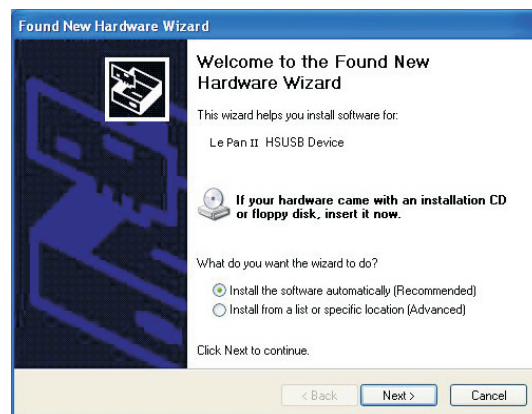 Found New Hardware Wizard
Welcome to the Found New
Hardware Wizard
This wizard helps you install software for:
Le Pan II HSUSB Device
If your hardware came with an installation CD
or floppy disk, insert it now.
What do you want the wizard to do?
Install the software automatically (Recommended)
Install from a list or specific location (Advanced)
Click Next to continue.
< Back
Next >
Cancel